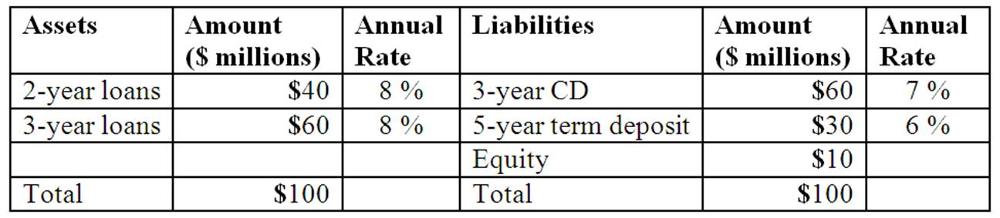 Assets Amount Annual Liabilities Amount Annual
($ millions) Rate ($ millions) Rate
2-year loans $40 8 % 3-year CD $60 7 %
3-year loans $60 8 % 5-year term deposit $30 6 %
Equity $10
Total $100 Total $100